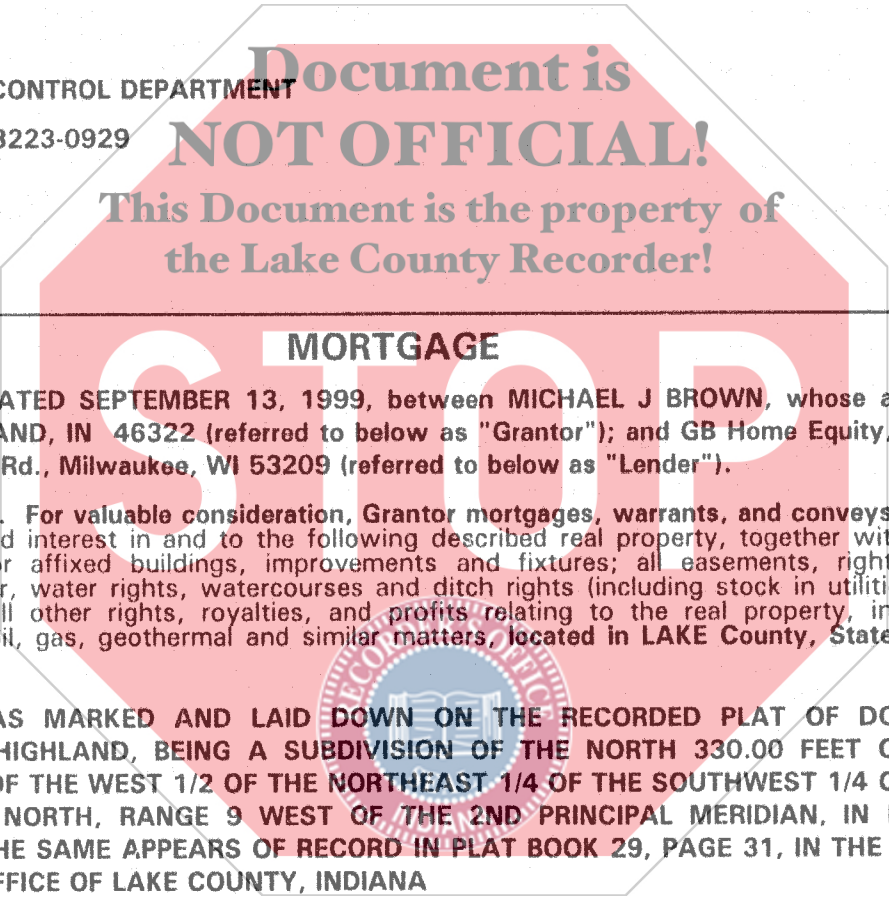 Document is
CONTROL DEPARTMENT
3223-0929
NOT OFFICIAL!
This Document is the property of
the Lake County Recorder!
MORTGAGE
ATED SEPTEMBER 13, 1999, between MICHAEL J BROWN, whose a
AND, IN 46322 (referred to below as "Grantor"); and GB Home Equity,
Rd., Milwaukee, WI 53209 (referred to below as "Lender").
. For valuable consideration, Grantor mortgages, warrants, and conveys
d interest in and to the following described real property, together wit
or affixed buildings, improvements and fixtures; all easements, right
r, water rights, watercourses and ditch rights (including stock in utiliti
ll other rights, royalties, and profits relating to the real property, in
il, gas, geothermal and similar matters, located in LAKE County, State
STOP
RECORDER'S OFFICE
AS MARKED AND LAID DOWN ON THE RECORDED PLAT OF DO
HIGHLAND, BEING A SUBDIVISION OF THE NORTH 330.00 FEET O
OF THE WEST 1/2 OF THE NORTHEAST 1/4 OF THE SOUTHWEST 1/4 O
NORTH, RANGE 9 WEST OF THE 2ND PRINCIPAL MERIDIAN, IN
HE SAME APPEARS OF RECORD IN PLAT BOOK 29, PAGE 31, IN THE
FFICE OF LAKE COUNTY, INDIANA